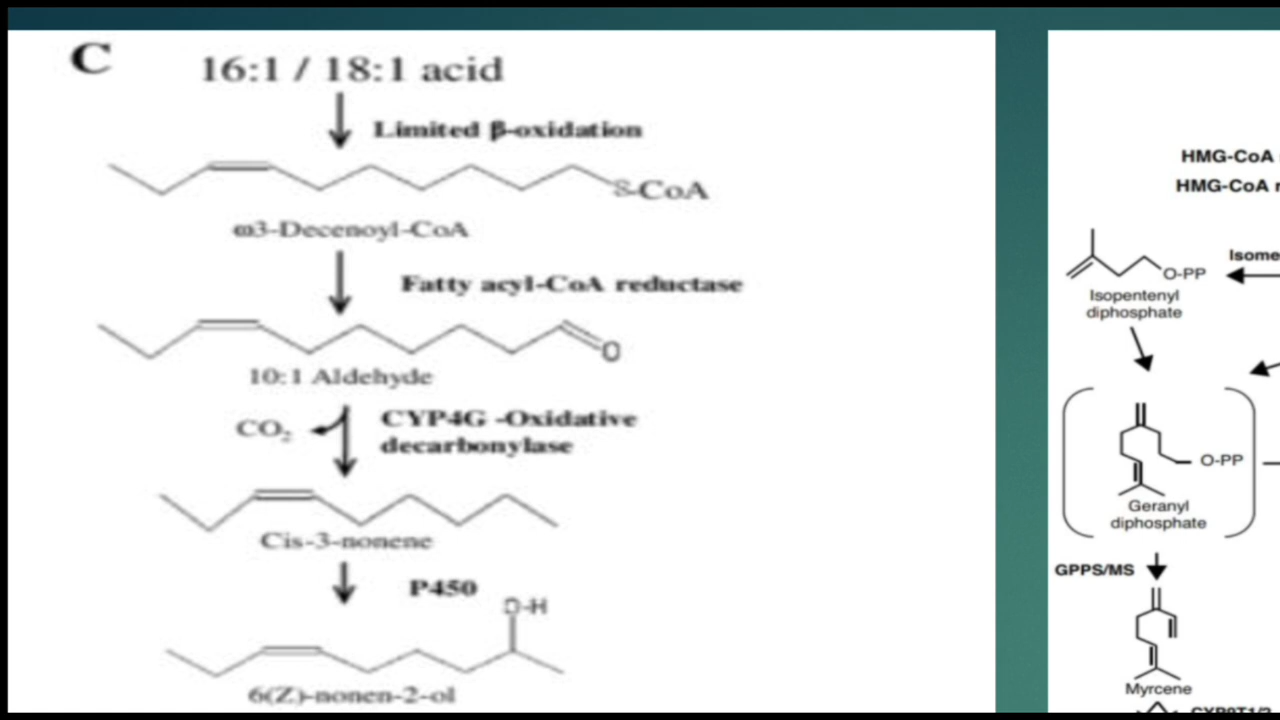 C
16:1 / 18:1 acid
Limited β-oxidation
S-CoA
ω3-Decenoyl-CoA
Fatty acyl-CoA reductase
O
10:1 Aldehyde
CO₂
CYP4G -Oxidative
decarbonylase
Cis-3-nonene
P450
O-H
6(Z)-nonen-2-ol
HMG-CoA
HMG-CoA
O-PP
Isopentenyl
diphosphate
O-PP
Geranyl
diphosphate
GPPS/MS
Myrcene